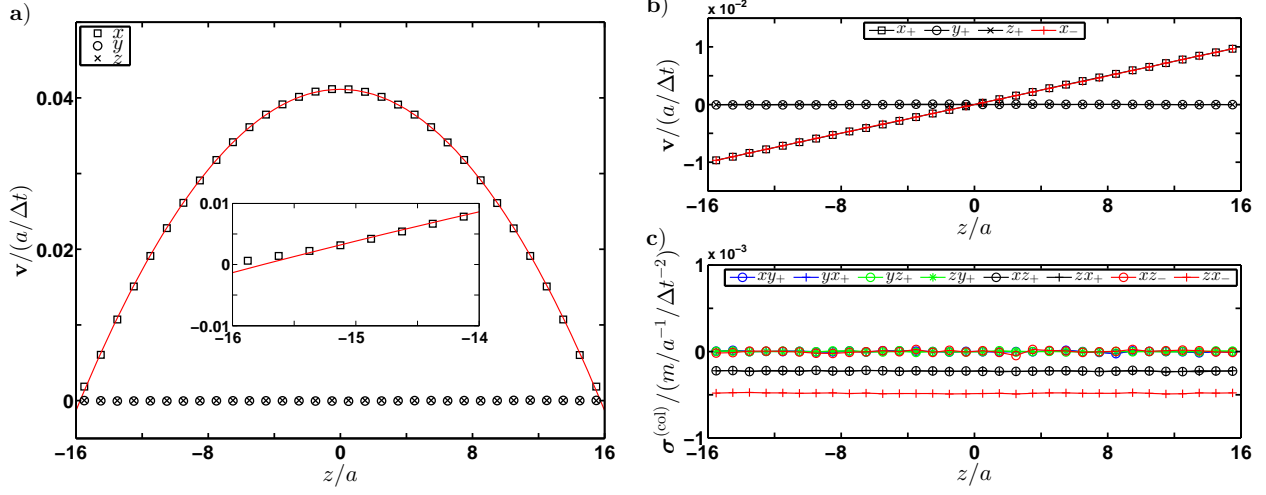 a)
x
y
z
0.04
0.02
0
v/(a/Δt)
−16
−8
0
8
16
z/a
0.01
0
−0.01
−16
−15
−14
b)
x 10⁻²
x₊ y₊ z₊ x₋
1
0
−1
v/(a/Δt)
−16 −8 0 8 16
z/a
c)
x 10⁻³
xy₊ yx₊ yz₊ zy₊ xz₊ zx₊ xz₋ zx₋
1
0
−1
σ⁽ᶜᵒˡ⁾/(m/a⁻¹/Δt⁻²)
−16 −8 0 8 16
z/a